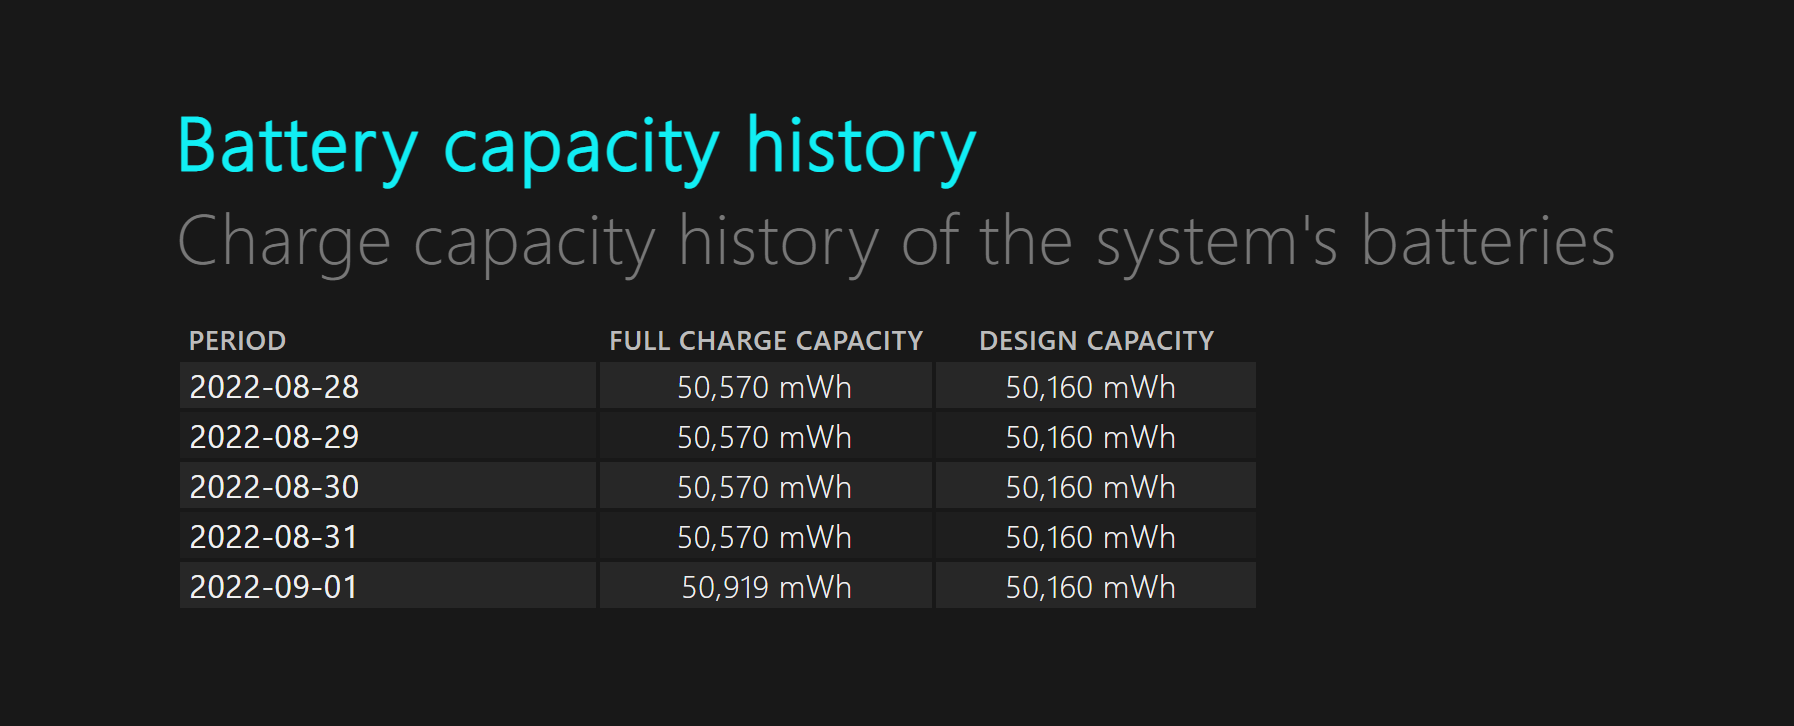 Battery capacity history
Charge capacity history of the system's batteries
PERIOD FULL CHARGE CAPACITY DESIGN CAPACITY
2022-08-28 50,570 mWh 50,160 mWh
2022-08-29 50,570 mWh 50,160 mWh
2022-08-30 50,570 mWh 50,160 mWh
2022-08-31 50,570 mWh 50,160 mWh
2022-09-01 50,919 mWh 50,160 mWh